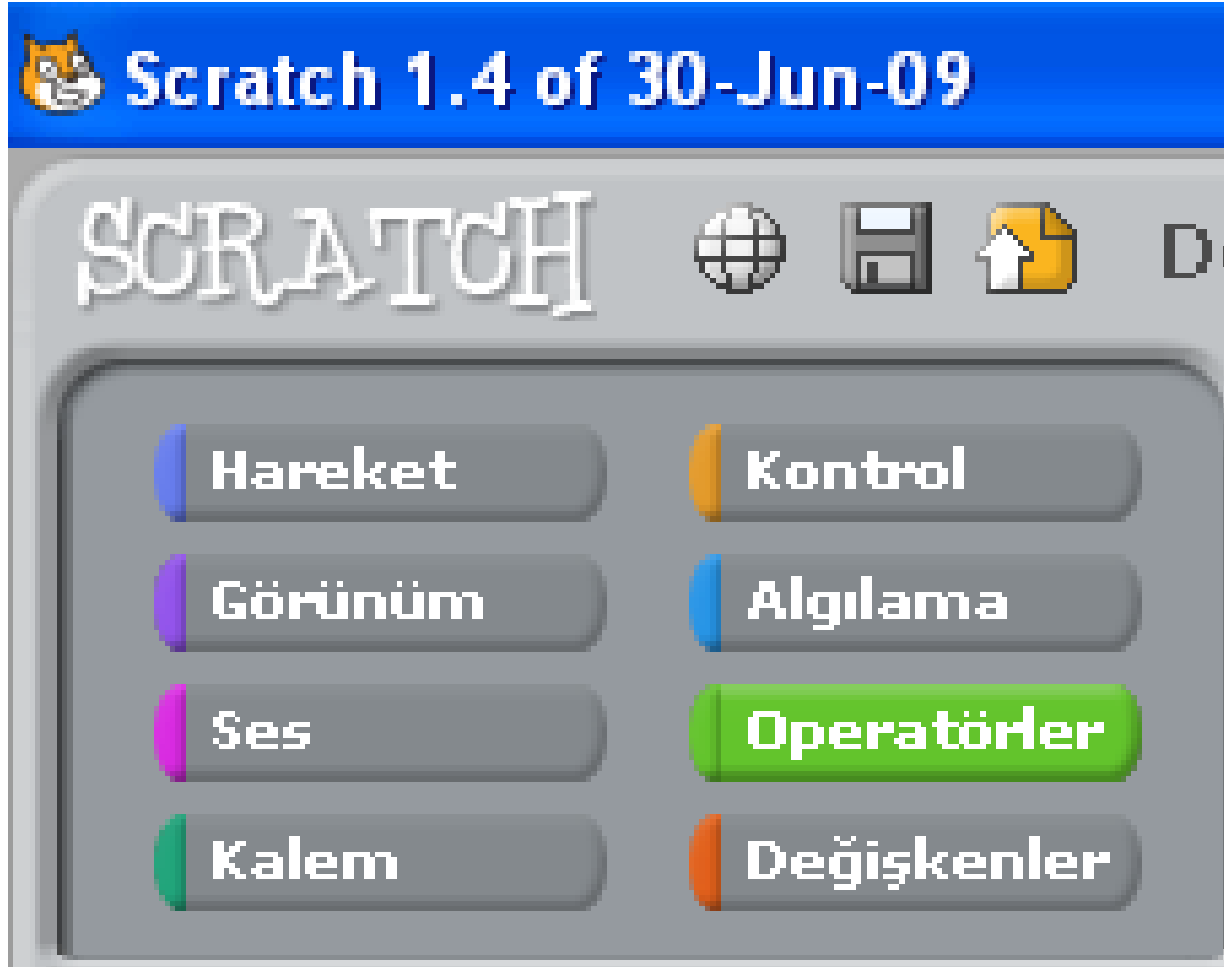 Scratch 1.4 of 30-Jun-09
SCRATCH
Hareket Kontrol
Görünüm Algılama
Ses Operatörler
Kalem Değişkenler